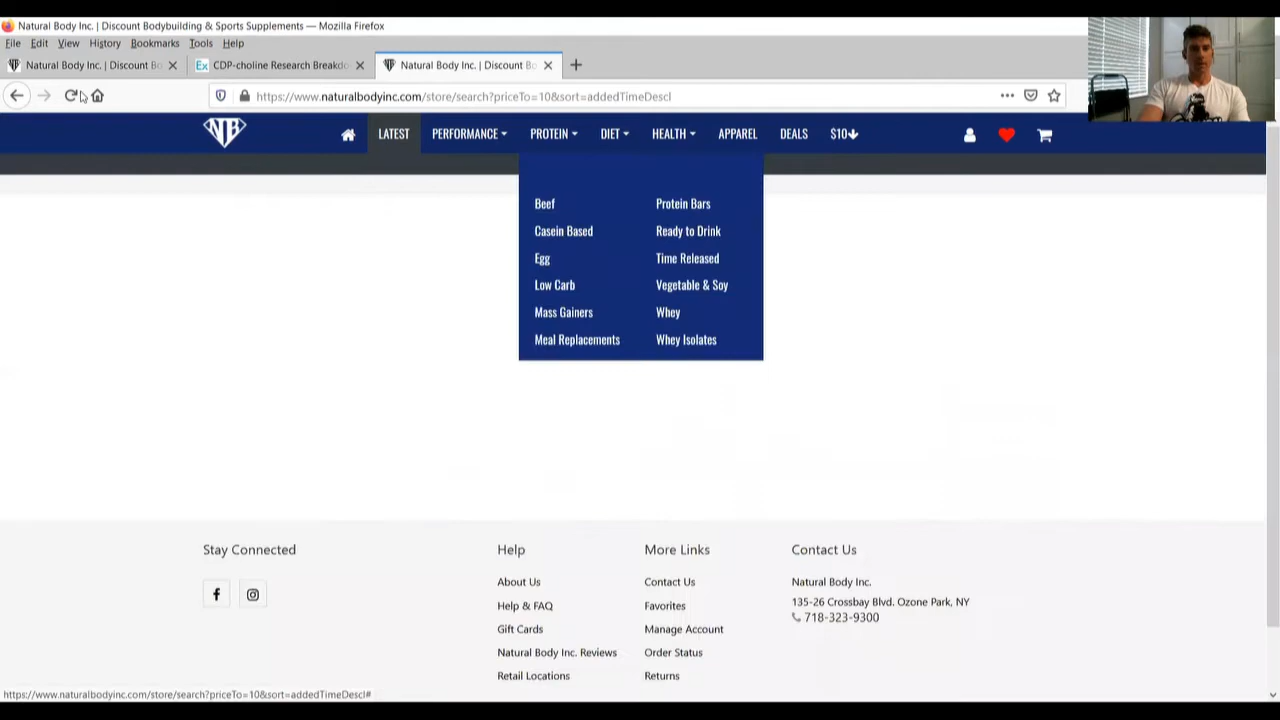 Natural Body Inc. | Discount Bodybuilding & Sports Supplements — Mozilla Firefox
File Edit View History Bookmarks Tools Help
Natural Body Inc. | Discount Bo
Ex CDP-choline Research Breakdo
Natural Body Inc. | Discount Bo
https://www.naturalbodyinc.com/store/search?priceTo=10&sort=addedTimeDescl
NB
LATEST PERFORMANCE PROTEIN DIET HEALTH APPAREL DEALS $10
Beef
Casein Based
Egg
Low Carb
Mass Gainers
Meal Replacements
Protein Bars
Ready to Drink
Time Released
Vegetable & Soy
Whey
Whey Isolates
Stay Connected
Help
About Us
Help & FAQ
Gift Cards
Natural Body Inc. Reviews
Retail Locations
More Links
Contact Us
Favorites
Manage Account
Order Status
Returns
Contact Us
Natural Body Inc.
135-26 Crossbay Blvd. Ozone Park, NY
718-323-9300
https://www.naturalbodyinc.com/store/search?priceTo=10&sort=addedTimeDescl#